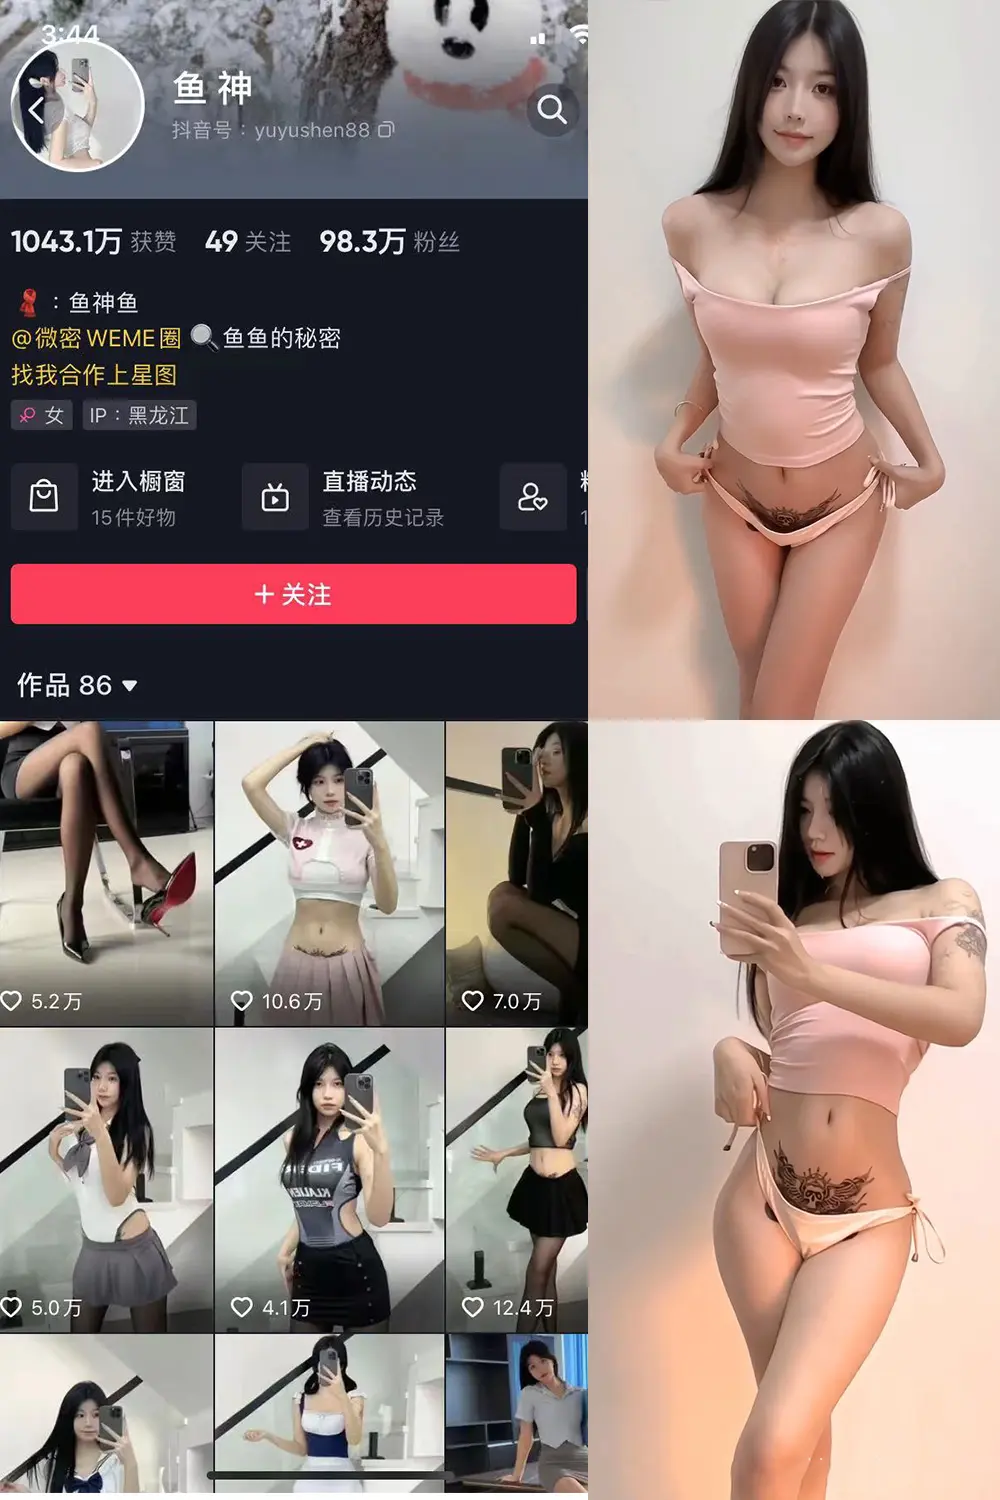 3:44
鱼 神
抖音号：yuyushen88
1043.1万 获赞 49 关注 98.3万 粉丝
：鱼神鱼
@微密 WEME圈 鱼鱼的秘密
找我合作上星图
女 IP：黑龙江
进入橱窗
15件好物
直播动态
查看历史记录
+ 关注
作品 86
5.2万
10.6万
7.0万
5.0万
4.1万
12.4万